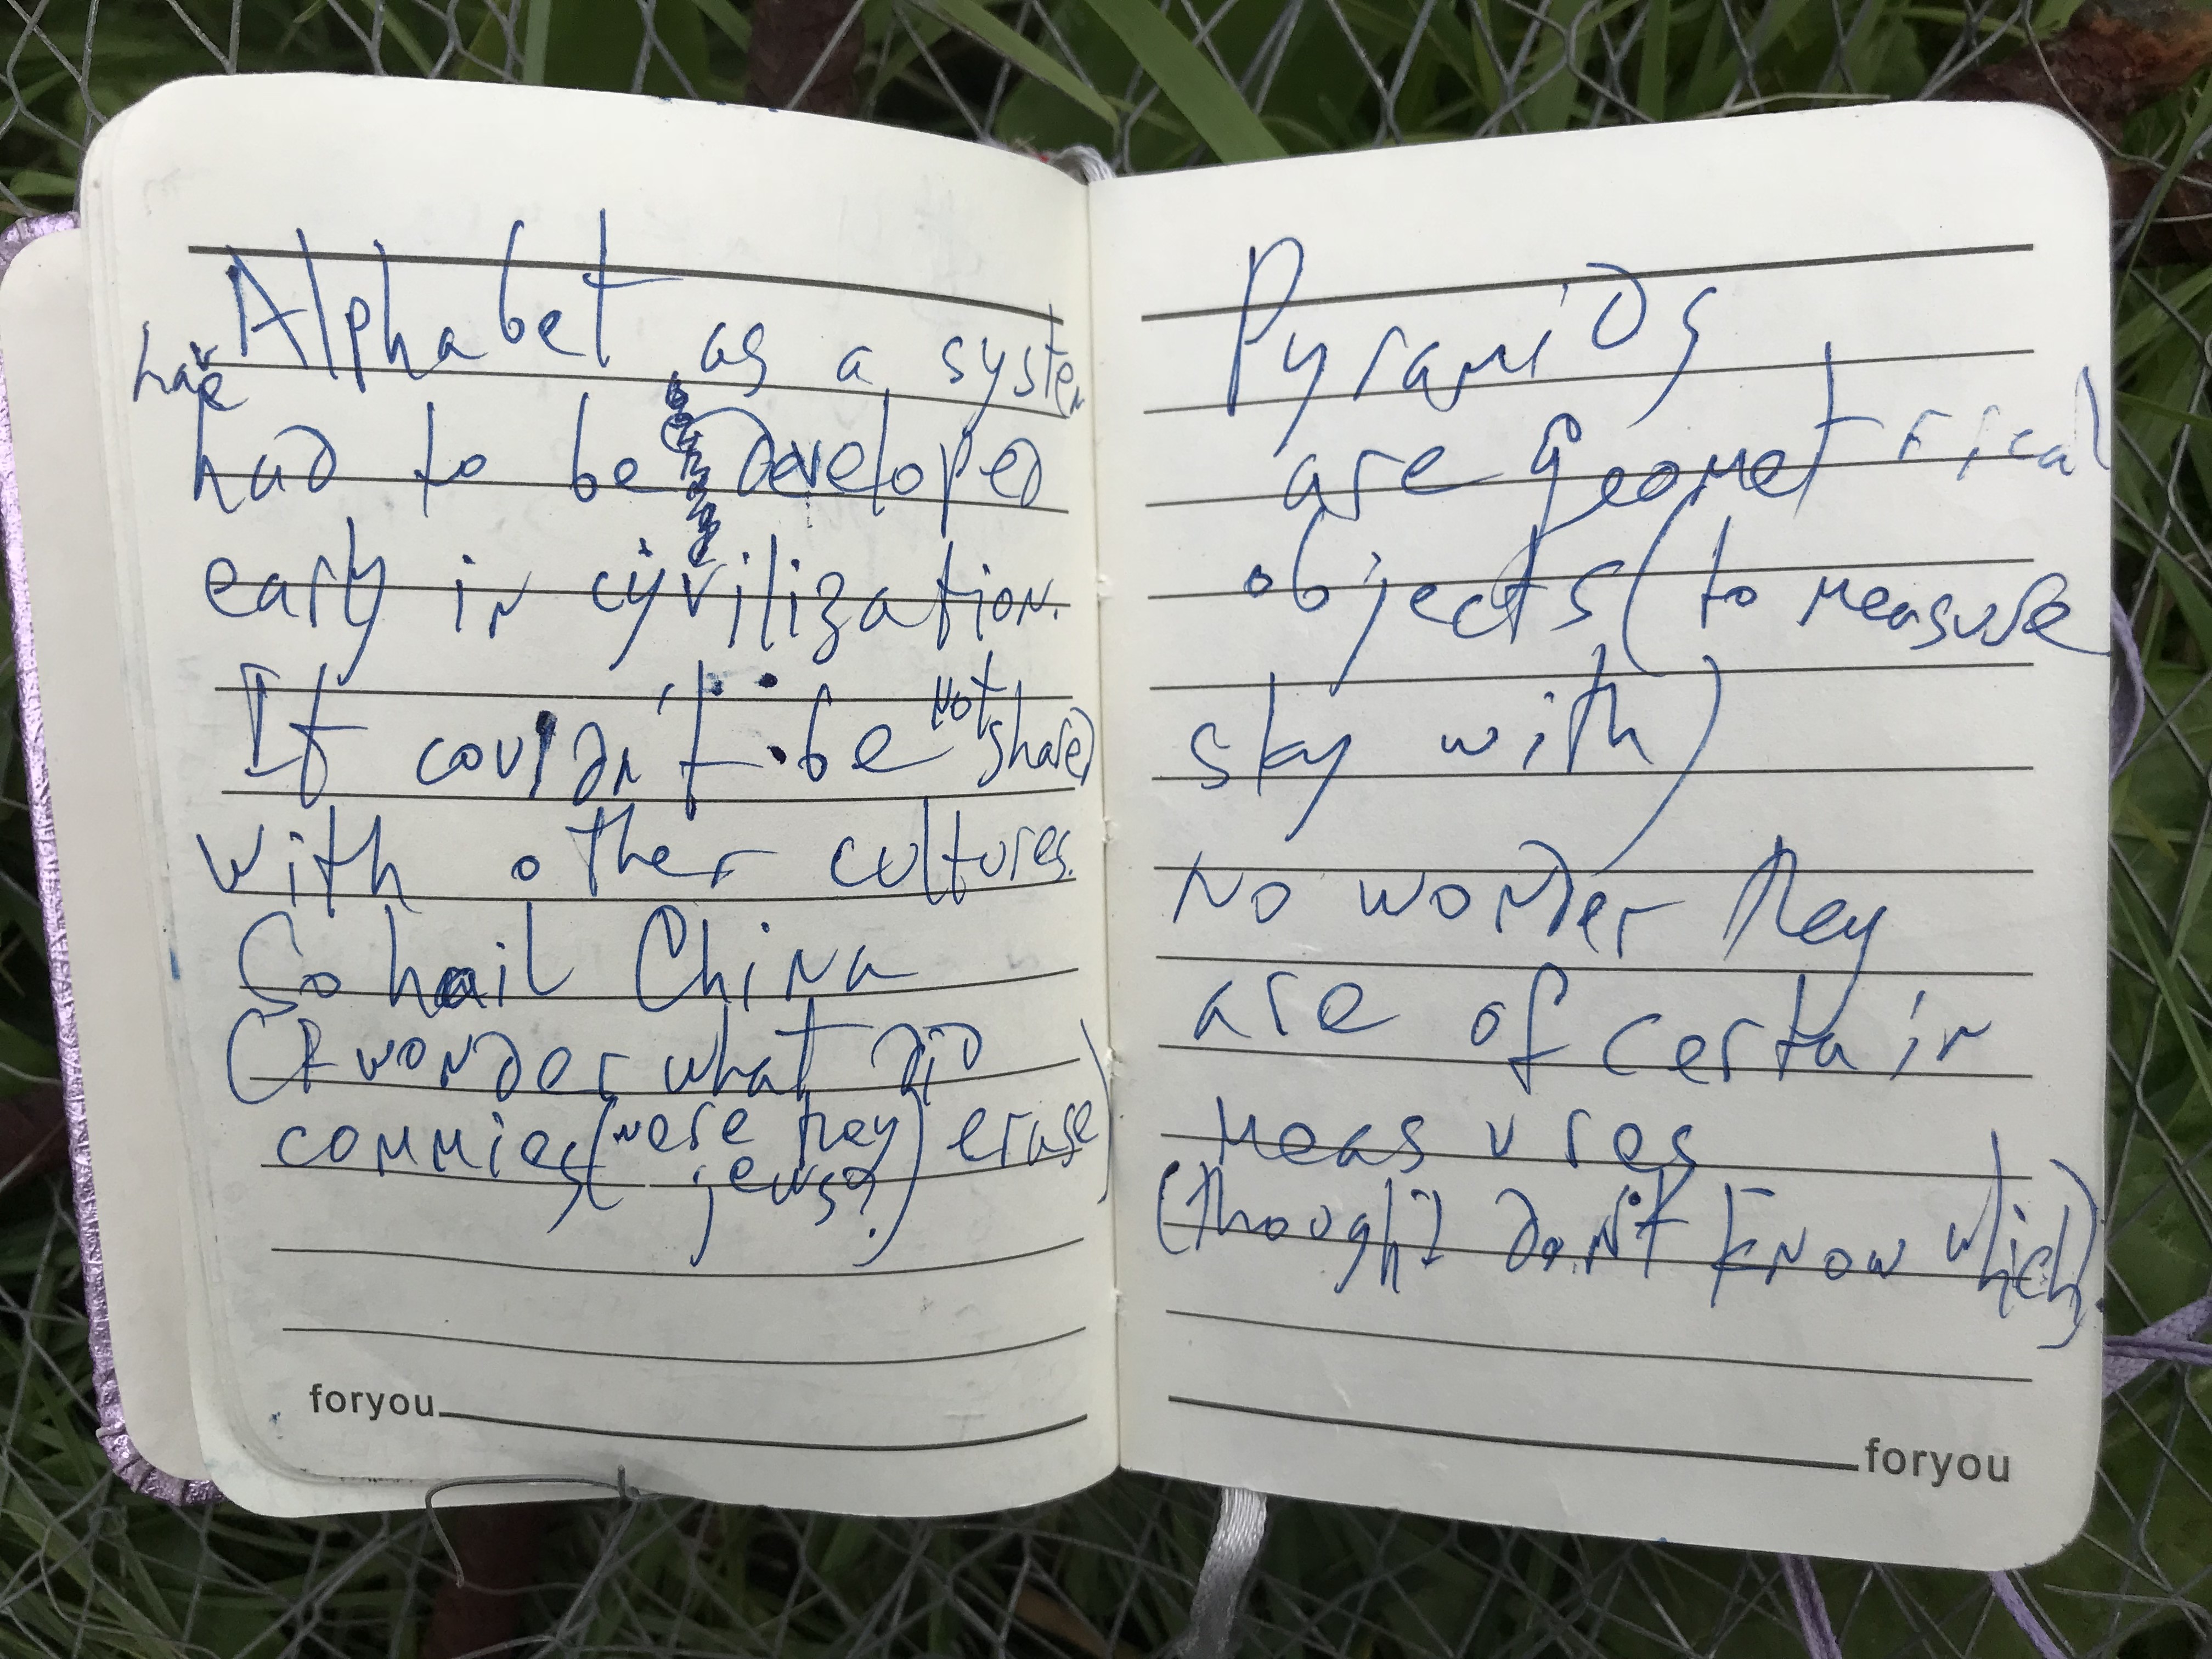 Alphabet as a system
have
had to be developed
early in cyvilization.
It couldn't be not shared
with other cultures.
So hail China
(I wonder what did
commies (were they erase)
jews?)
foryou
Pyramids
are geometrical
objects (to measure
sky with)
No wonder they
are of certain
measures
(though I don't know which)
foryou